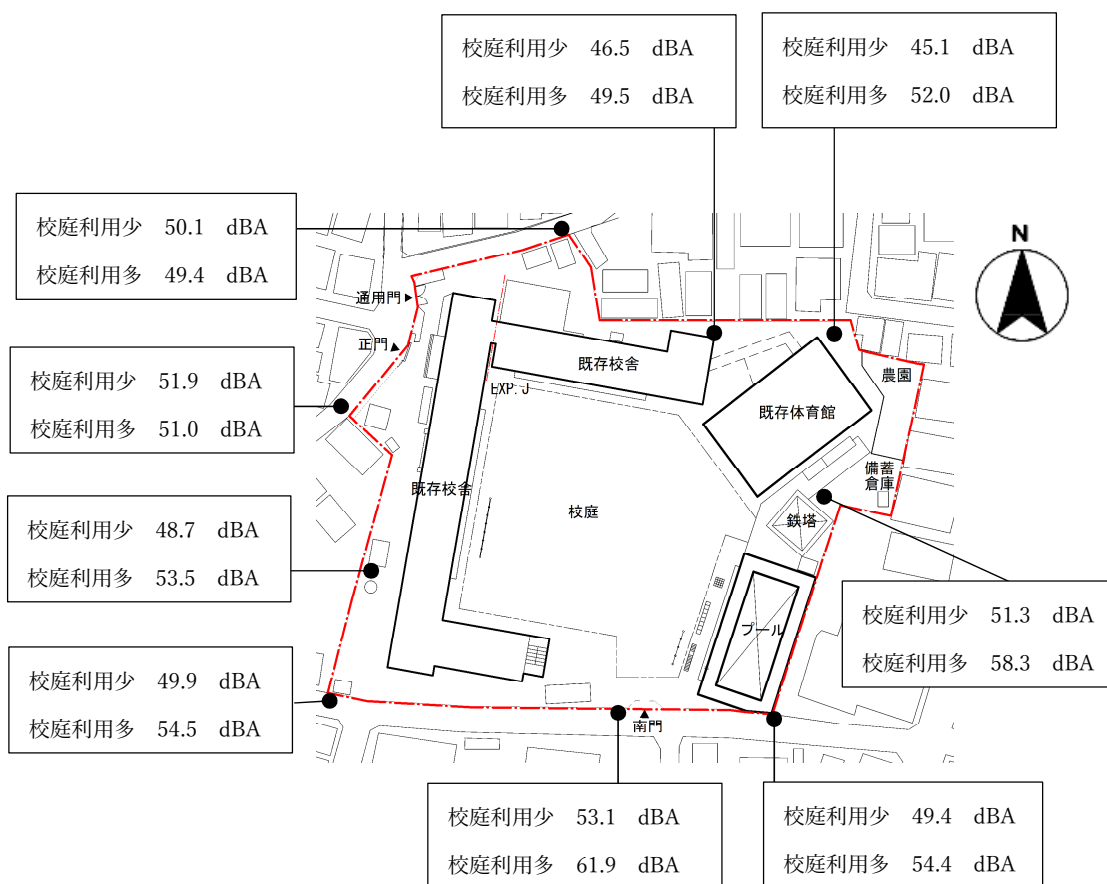 校庭利用少 46.5 dBA
校庭利用多 49.5 dBA
校庭利用少 45.1 dBA
校庭利用多 52.0 dBA
校庭利用少 50.1 dBA
校庭利用多 49.4 dBA
N
通用門
正門
既存校舎
EXP.J
農園
既存体育館
校庭利用少 51.9 dBA
校庭利用多 51.0 dBA
備蓄
倉庫
既存校舎
校庭
鉄塔
校庭利用少 48.7 dBA
校庭利用多 53.5 dBA
プール
校庭利用少 51.3 dBA
校庭利用多 58.3 dBA
校庭利用少 49.9 dBA
校庭利用多 54.5 dBA
南門
校庭利用少 53.1 dBA
校庭利用多 61.9 dBA
校庭利用少 49.4 dBA
校庭利用多 54.4 dBA